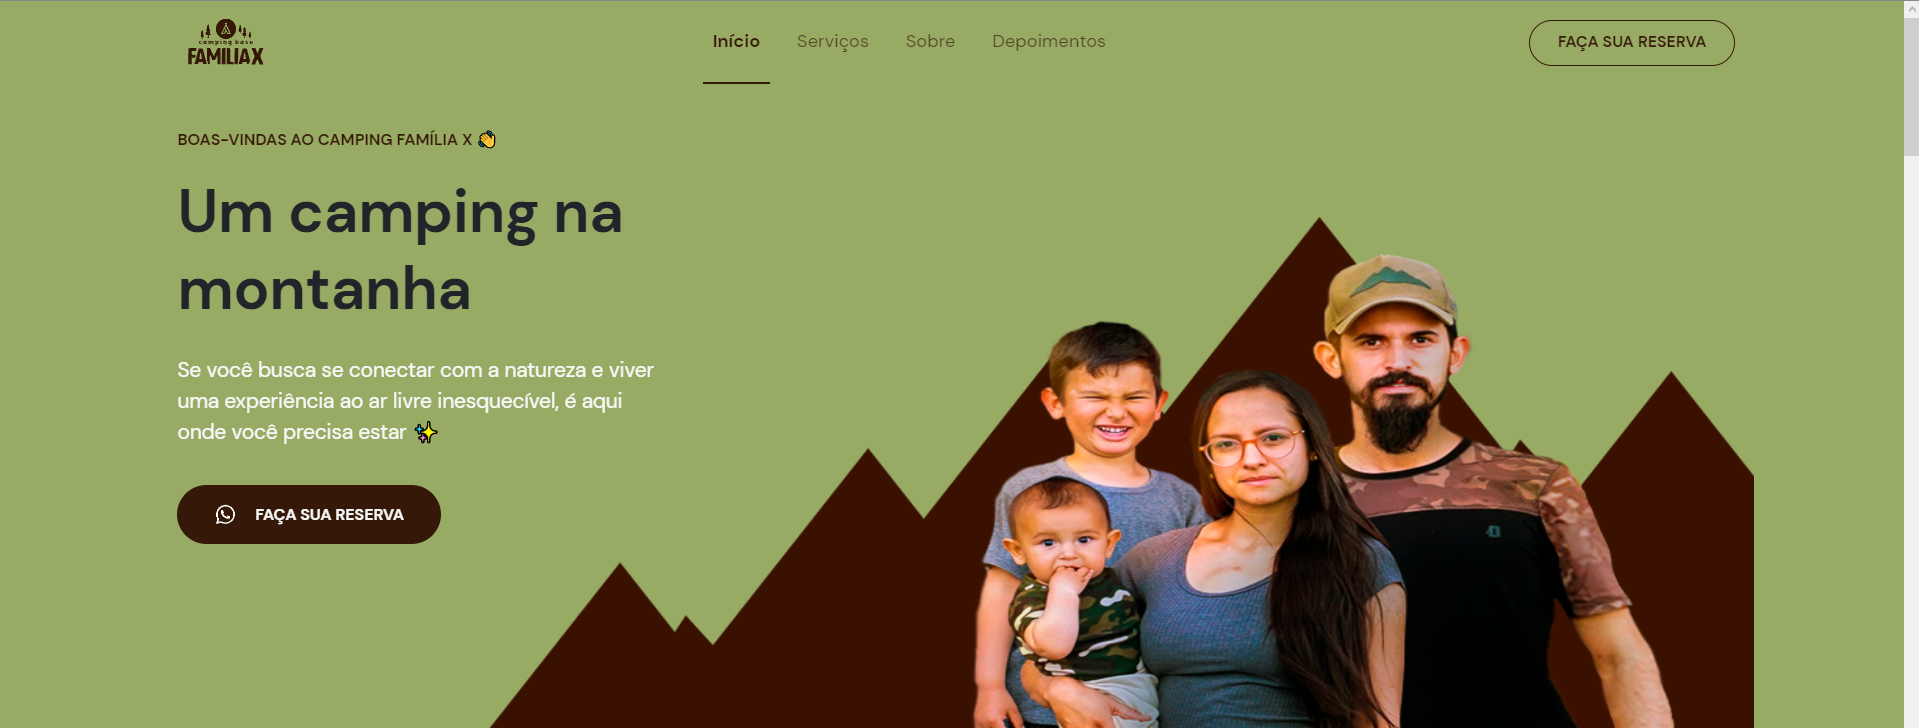 camping base
FAMILIAX
Início
Serviços
Sobre
Depoimentos
FAÇA SUA RESERVA
BOAS-VINDAS AO CAMPING FAMÍLIA X 👋
Um camping na
montanha
Se você busca se conectar com a natureza e viver
uma experiência ao ar livre inesquecível, é aqui
onde você precisa estar ✨
FAÇA SUA RESERVA